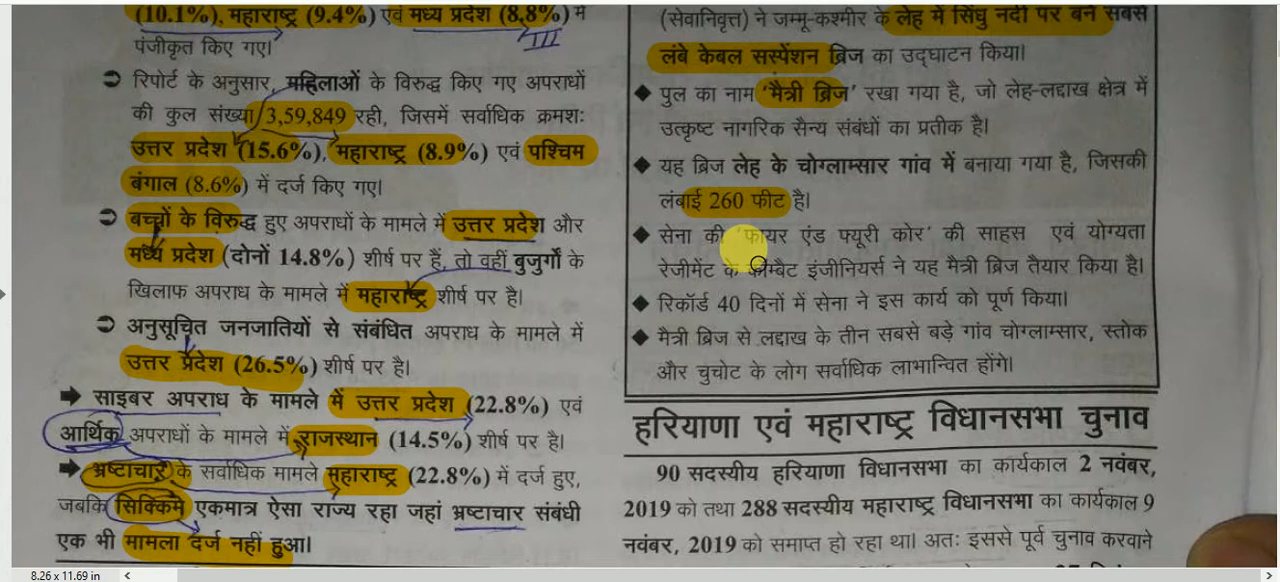 (10.1%), महाराष्ट्र (9.4%) एवं मध्य प्रदेश (8.8%) में
III
पंजीकृत किए गए।
➲ रिपोर्ट के अनुसार, महिलाओं के विरुद्ध किए गए अपराधों
की कुल संख्या 3,59,849 रही, जिसमें सर्वाधिक क्रमशः
उत्तर प्रदेश (15.6%), महाराष्ट्र (8.9%) एवं पश्चिम
बंगाल (8.6%) में दर्ज किए गए।
➲ बच्चों के विरुद्ध हुए अपराधों के मामले में उत्तर प्रदेश और
मध्य प्रदेश (दोनों 14.8%) शीर्ष पर हैं, तो वहीं बुजुर्गों के
खिलाफ अपराध के मामले में महाराष्ट्र शीर्ष पर है।
➲ अनुसूचित जनजातियों से संबंधित अपराध के मामले में
उत्तर प्रदेश (26.5%) शीर्ष पर है।
➡ साइबर अपराध के मामले में उत्तर प्रदेश (22.8%) एवं
आर्थिक अपराधों के मामले में राजस्थान (14.5%) शीर्ष पर है।
➡ भ्रष्टाचार के सर्वाधिक मामले महाराष्ट्र (22.8%) में दर्ज हुए,
जबकि सिक्किम एकमात्र ऐसा राज्य रहा जहां भ्रष्टाचार संबंधी
एक भी मामला दर्ज नहीं हुआ।
(सेवानिवृत्त) ने जम्मू-कश्मीर के लेह में सिंधु नदी पर बने सबसे
लंबे केबल सस्पेंशन ब्रिज का उद्घाटन किया।
◆ पुल का नाम 'मैत्री ब्रिज' रखा गया है, जो लेह-लद्दाख क्षेत्र में
उत्कृष्ट नागरिक सैन्य संबंधों का प्रतीक है।
◆ यह ब्रिज लेह के चोग्लाम्सार गांव में बनाया गया है, जिसकी
लंबाई 260 फीट है।
◆ सेना की 'फायर एंड फ्यूरी कोर' की साहस एवं योग्यता
रेजीमेंट के कॉम्बैट इंजीनियर्स ने यह मैत्री ब्रिज तैयार किया है।
◆ रिकॉर्ड 40 दिनों में सेना ने इस कार्य को पूर्ण किया।
◆ मैत्री ब्रिज से लद्दाख के तीन सबसे बड़े गांव चोग्लाम्सार, स्तोक
और चुचोट के लोग सर्वाधिक लाभान्वित होंगे।
हरियाणा एवं महाराष्ट्र विधानसभा चुनाव
90 सदस्यीय हरियाणा विधानसभा का कार्यकाल 2 नवंबर,
2019 को तथा 288 सदस्यीय महाराष्ट्र विधानसभा का कार्यकाल 9
नवंबर, 2019 को समाप्त हो रहा था। अतः इससे पूर्व चुनाव करवाने
8.26 x 11.69 in